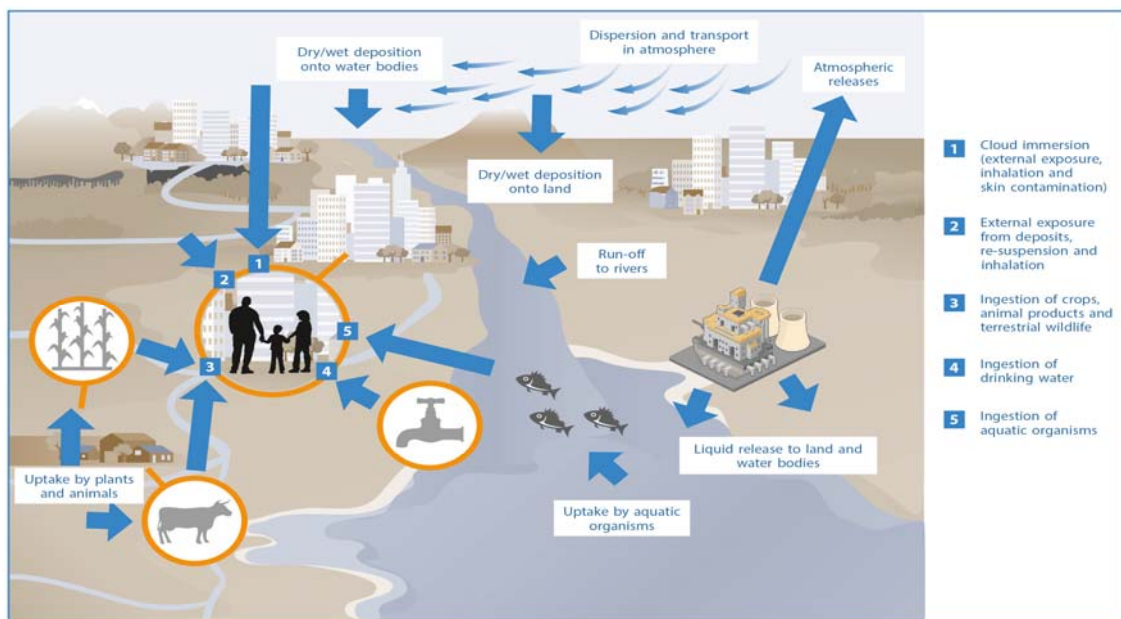 Dispersion and transport
in atmosphere
Dry/wet deposition
onto water bodies
Atmospheric
releases
Dry/wet deposition
onto land
Run-off
to rivers
1
2
3
4
5
Liquid release to land and
water bodies
Uptake by plants
and animals
Uptake by aquatic
organisms
1 Cloud immersion
(external exposure,
inhalation and
skin contamination)
2 External exposure
from deposits,
re-suspension and
inhalation
3 Ingestion of crops,
animal products and
terrestrial wildlife
4 Ingestion of
drinking water
5 Ingestion of
aquatic organisms